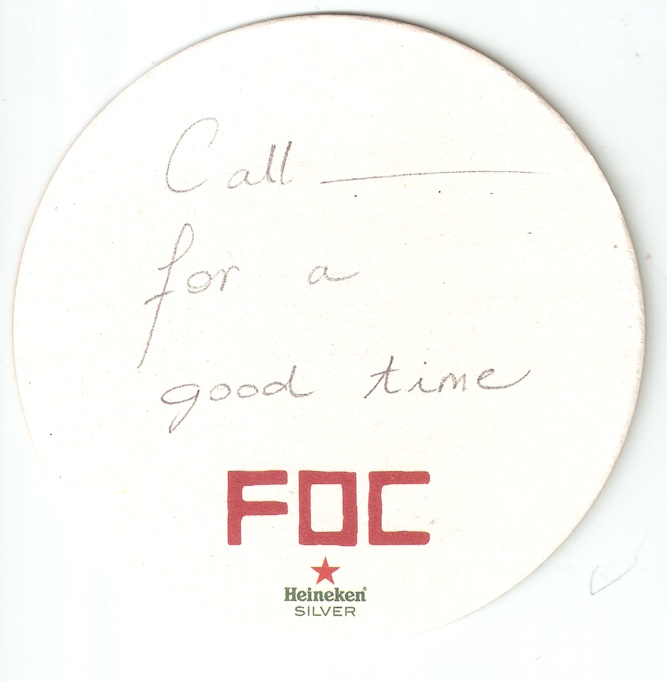 Call ______
for a
good time
FOC
Heineken
SILVER